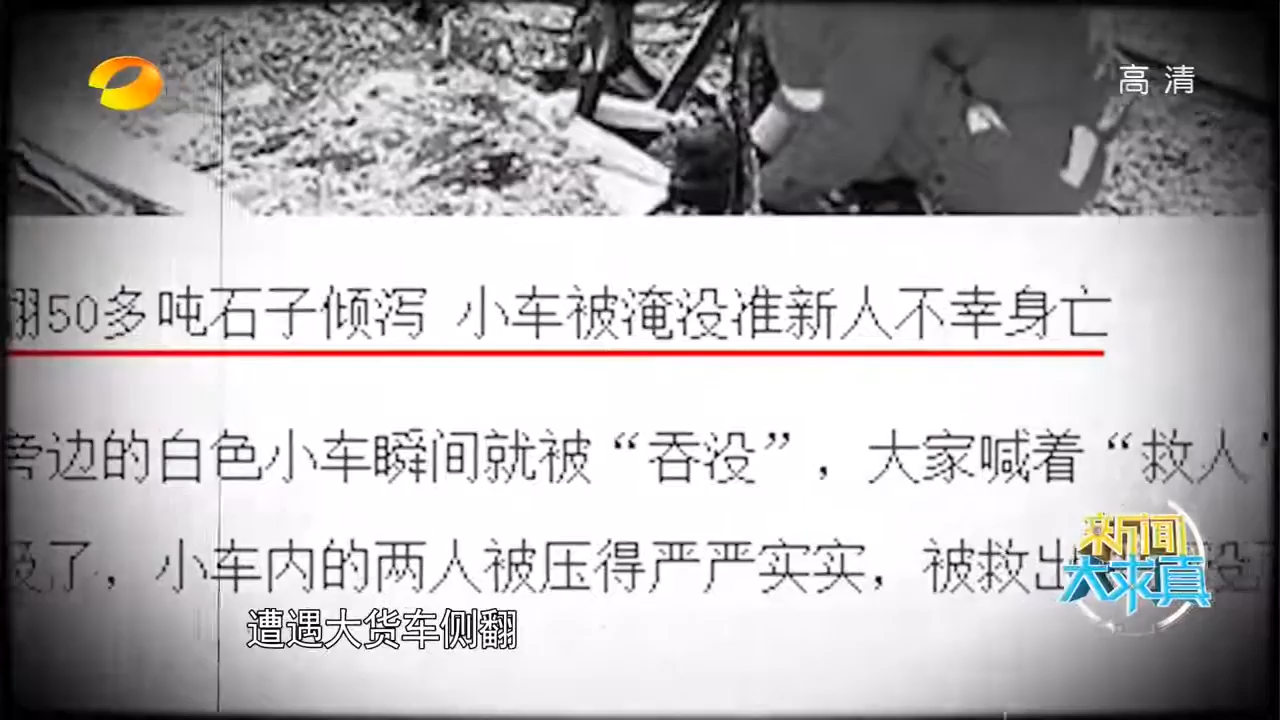 高清
翻50多吨石子倾泻 小车被淹没准新人不幸身亡
旁边的白色小车瞬间就被“吞没”，大家喊着“救人”
了，小车内的两人被压得严严实实，被救出
新闻
大求真
遭遇大货车侧翻